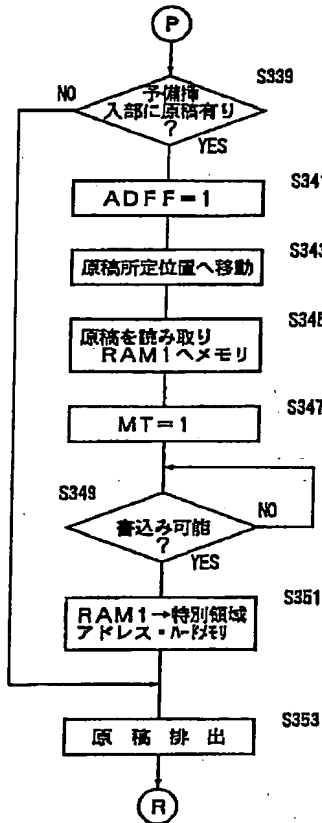 P
S339
NO
予備挿
入部に原稿有り
?
YES
S341
ADFF=1
S343
原稿所定位置へ移動
S345
原稿を読み取り
RAM1へメモリ
S347
MT=1
S349
NO
書込み可能
?
YES
S351
RAM1→特別領域
アドレス・ハードメモリ
S353
原稿排出
R